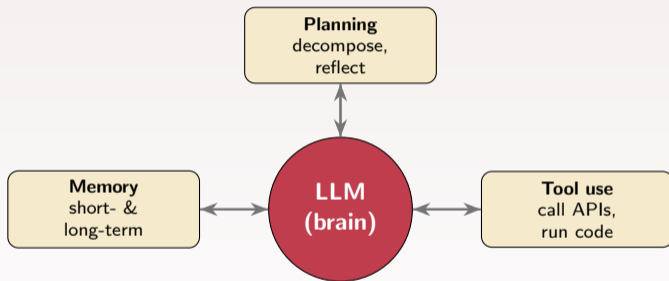 Planning
decompose,
reflect
Memory
short- &
long-term
LLM
(brain)
Tool use
call APIs,
run code